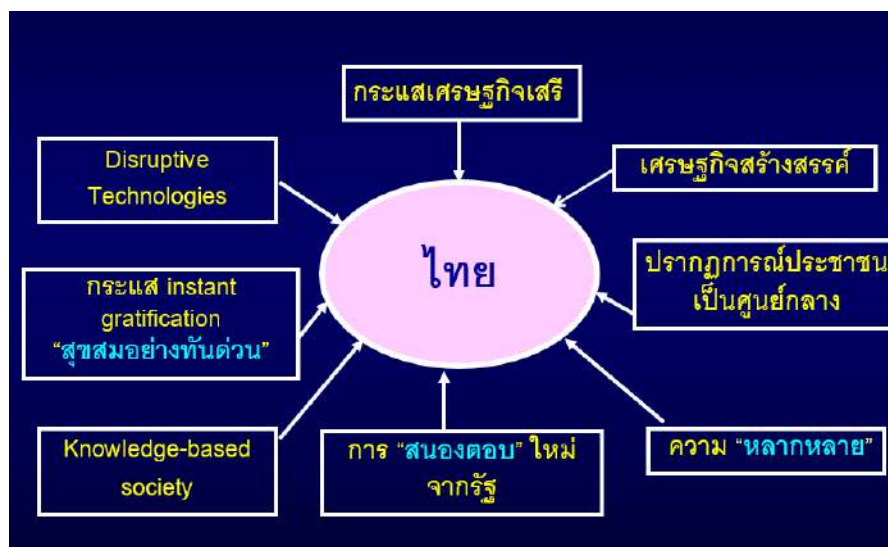 กระแสเศรษฐกิจเสรี
Disruptive
Technologies
เศรษฐกิจสร้างสรรค์
ไทย
ปรากฏการณ์ประชาชน
เป็นศูนย์กลาง
กระแส instant
gratification
“สุขสมอย่างทันด่วน”
Knowledge-based
society
การ “สนองตอบ” ใหม่
จากรัฐ
ความ “หลากหลาย”